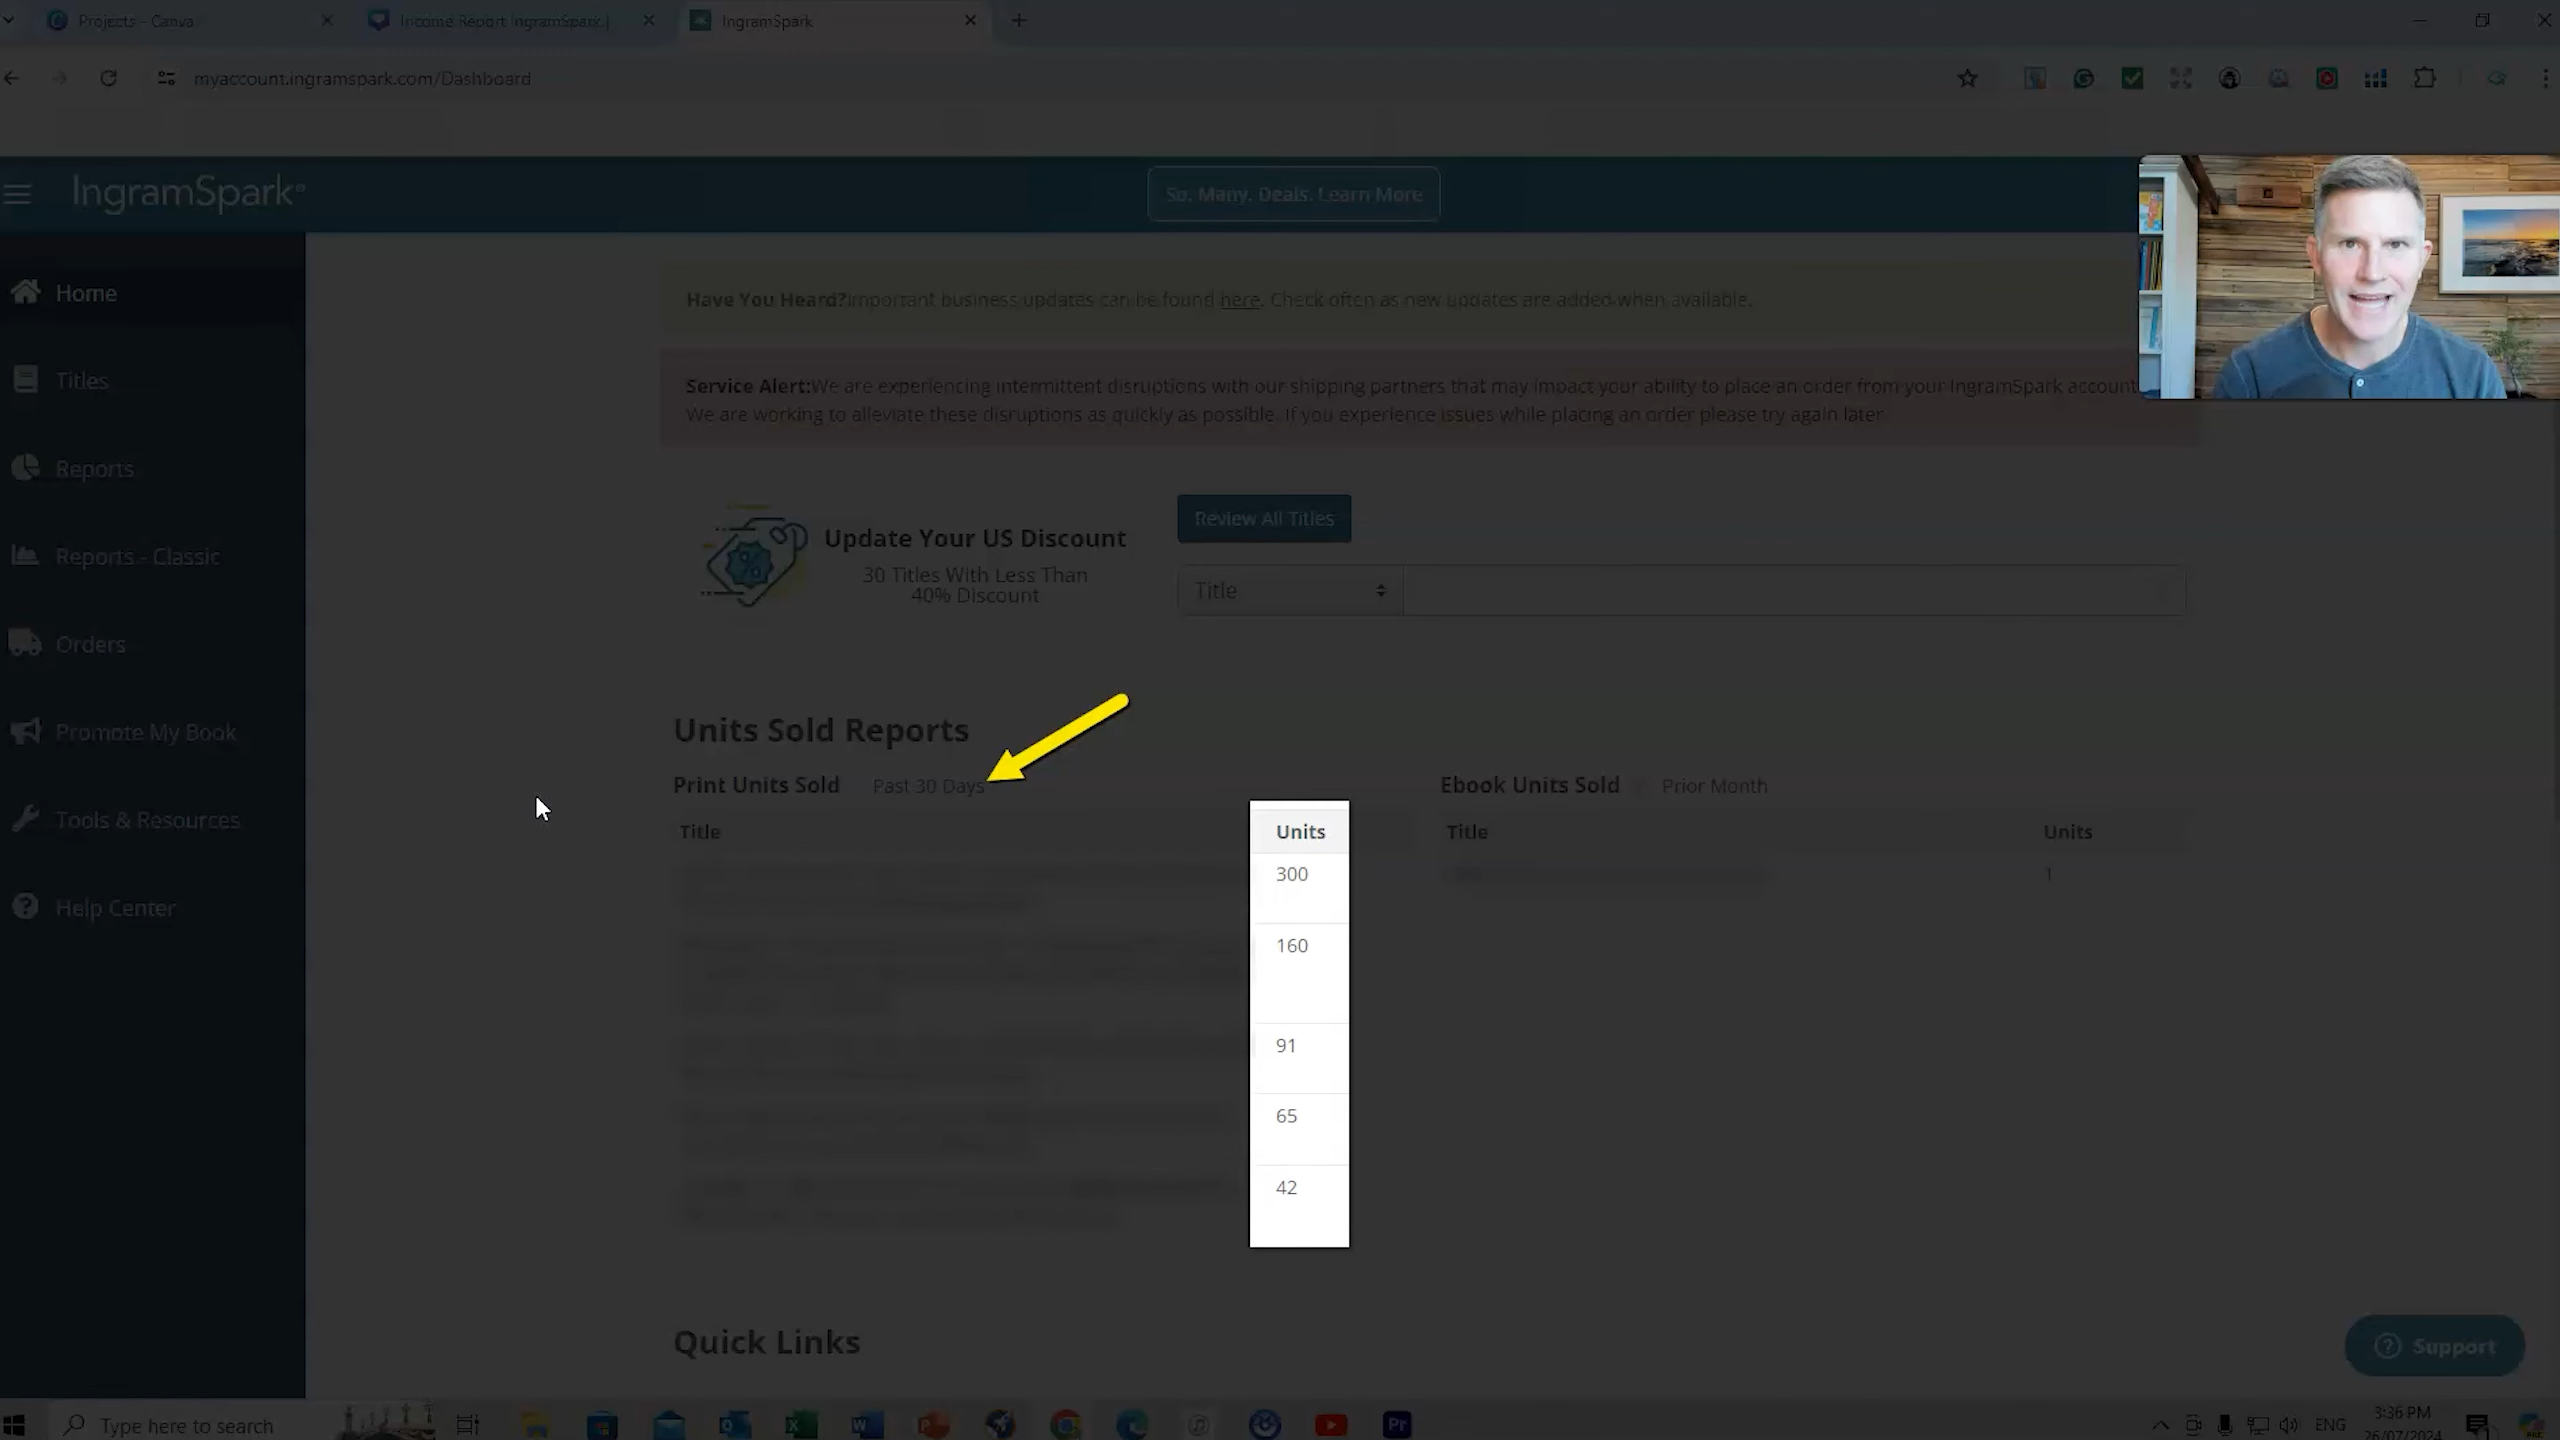 Projects - Canva
Income Report IngramSpark |
IngramSpark
myaccount.ingramspark.com/Dashboard
IngramSpark®
So. Many. Deals. Learn More
Home
Titles
Reports
Reports - Classic
Orders
Promote My Book
Tools & Resources
Help Center
Have You Heard?Important business updates can be found here. Check often as new updates are added when available.
Service Alert:We are experiencing intermittent disruptions with our shipping partners that may impact your ability to place an order from your IngramSpark account
We are working to alleviate these disruptions as quickly as possible. If you experience issues while placing an order please try again later
Update Your US Discount
30 Titles With Less Than
40% Discount
Review All Titles
Title
Units Sold Reports
Print Units Sold Past 30 Days
Title Units
300
160
91
65
42
Ebook Units Sold Prior Month
Title Units
1
Quick Links
Support
Type here to search
ENG
3:36 PM
26/07/2024